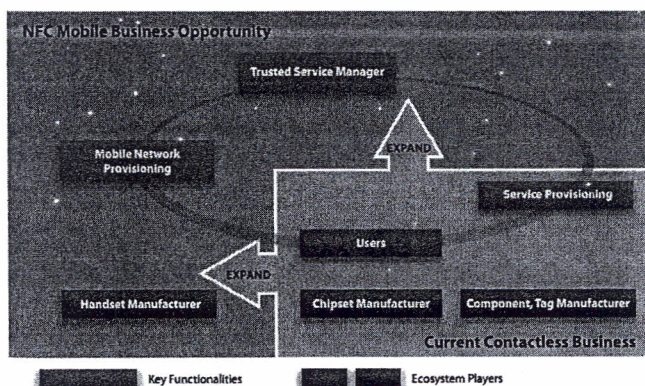 NFC Mobile Business Opportunity
Trusted Service Manager
EXPAND
Mobile Network
Provisioning
Service Provisioning
Users
EXPAND
Handset Manufacturer
Chipset Manufacturer
Component, Tag Manufacturer
Current Contactless Business
Key Functionalities
Ecosystem Players